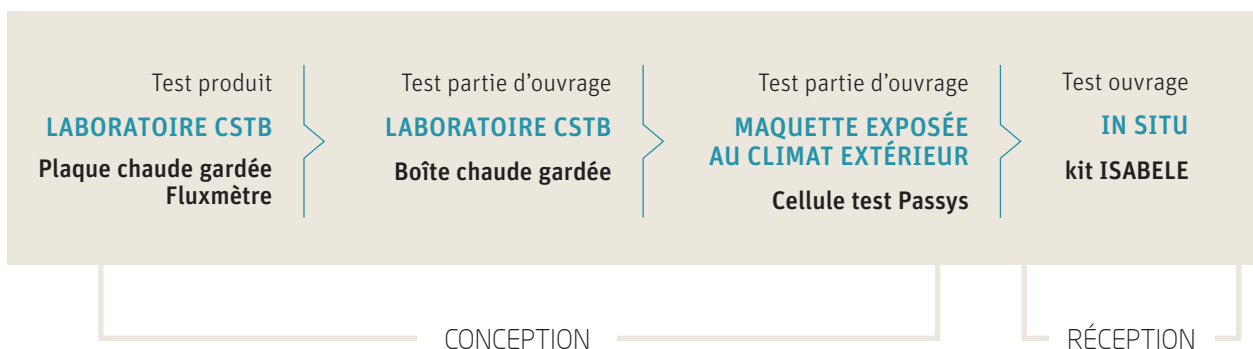 Test produit
LABORATOIRE CSTB
Plaque chaude gardée
Fluxmètre
Test partie d'ouvrage
LABORATOIRE CSTB
Boîte chaude gardée
Test partie d'ouvrage
MAQUETTE EXPOSÉE
AU CLIMAT EXTÉRIEUR
Cellule test Passys
Test ouvrage
IN SITU
kit ISABELE
CONCEPTION
RÉCEPTION